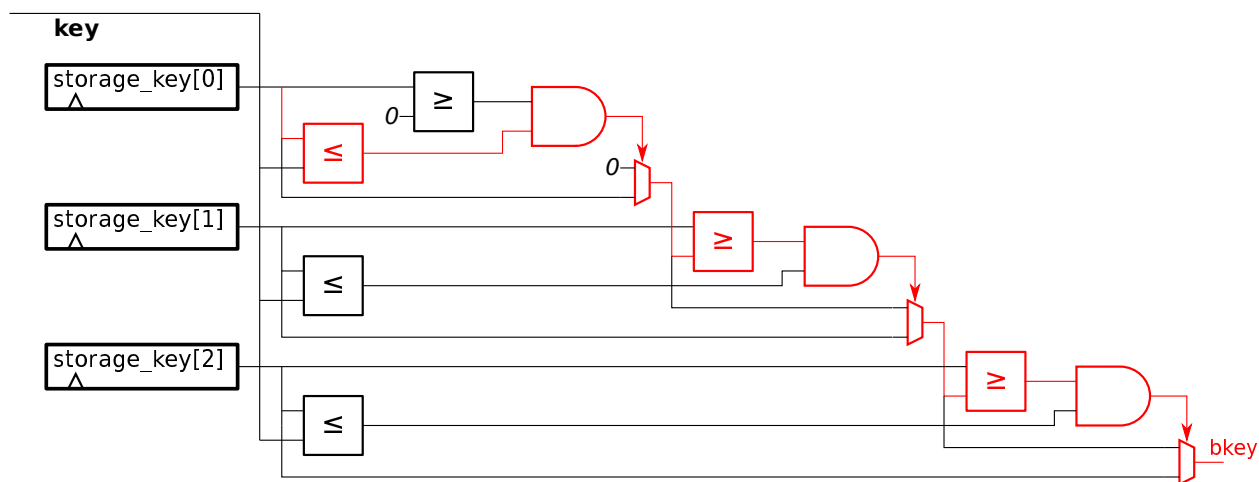 key
storage_key[0]
≥
0
≤
0
storage_key[1]
≥
≤
storage_key[2]
≥
≤
bkey